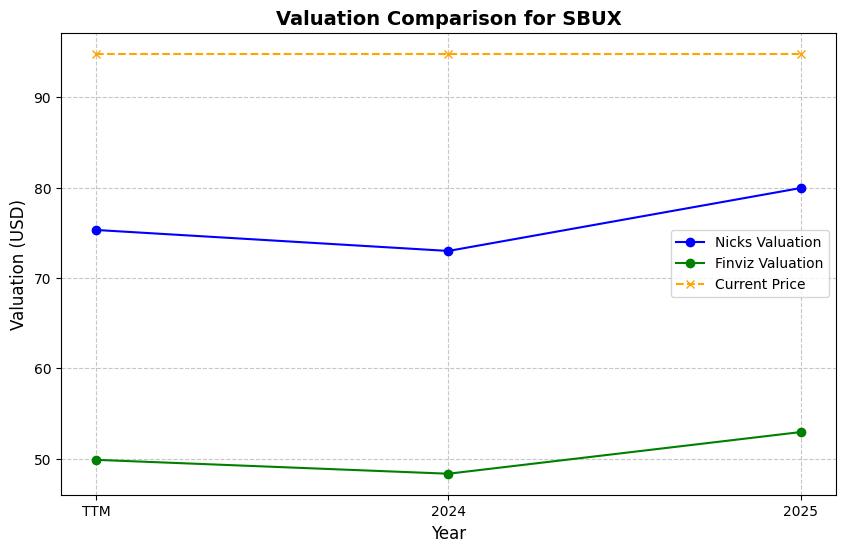 Valuation Comparison for SBUX
Valuation (USD)
90
80
70
60
50
Nicks Valuation
Finviz Valuation
Current Price
TTM
2024
2025
Year